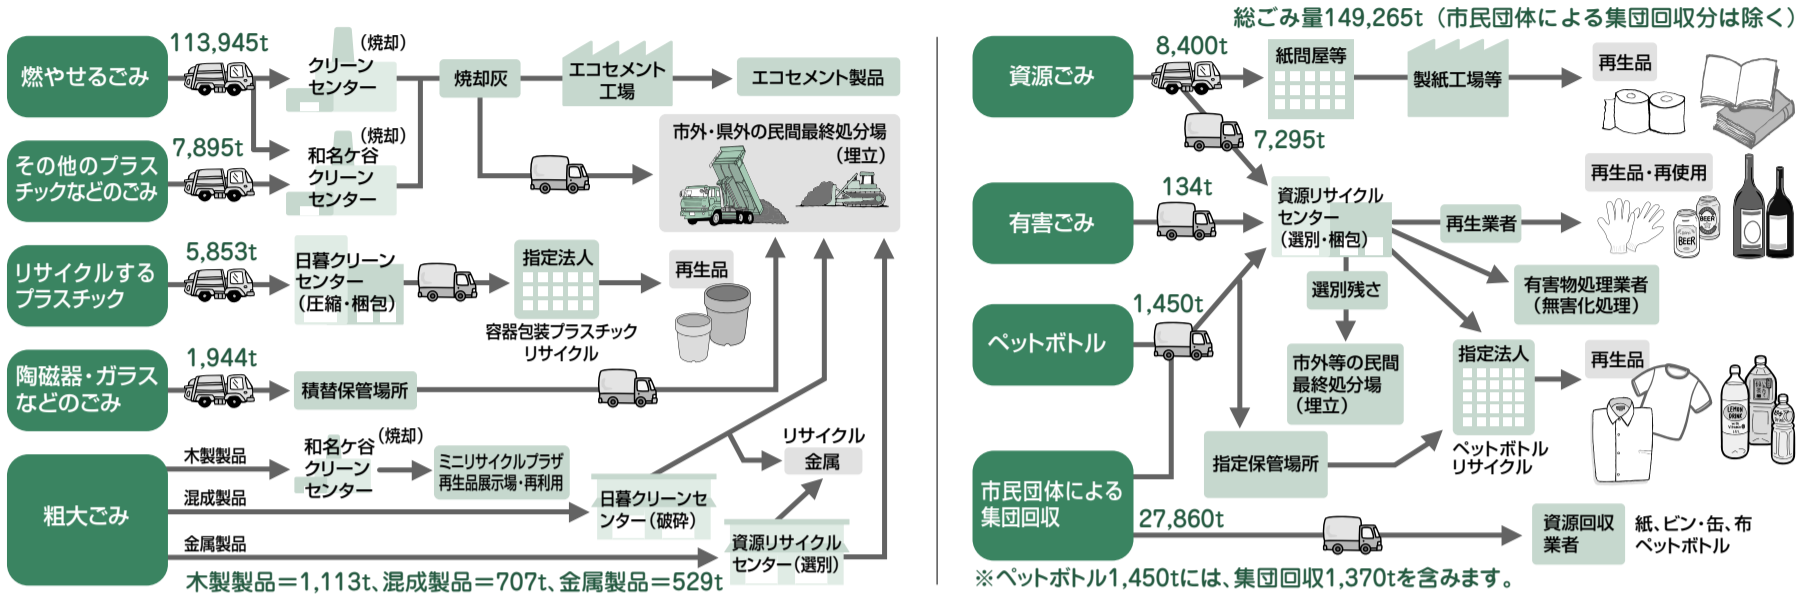 総ごみ量149,265t（市民団体による集団回収分は除く）
燃やせるごみ
113,945t
（焼却）
クリーン
センター
焼却灰
エコセメント
工場
エコセメント製品
その他のプラス
チックなどのごみ
7,895t
（焼却）
和名ケ谷
クリーン
センター
市外・県外の民間最終処分場
（埋立）
リサイクルする
プラスチック
5,853t
日暮クリーン
センター
（圧縮・梱包）
指定法人
容器包装プラスチック
リサイクル
再生品
陶磁器・ガラス
などのごみ
1,944t
積替保管場所
粗大ごみ
木製製品
和名ケ谷
クリーン
センター
（焼却）
ミニリサイクルプラザ
再生品展示場・再利用
混成製品
日暮クリーンセ
ンター（破砕）
リサイクル
金属
金属製品
資源リサイクル
センター（選別）
木製製品＝1,113t、混成製品＝707t、金属製品＝529t
資源ごみ
8,400t
紙問屋等
製紙工場等
再生品
7,295t
有害ごみ
134t
資源リサイクル
センター
（選別・梱包）
再生業者
再生品・再使用
BEER
BEER
有害物処理業者
（無害化処理）
選別残さ
市外等の民間
最終処分場
（埋立）
ペットボトル
1,450t
指定法人
ペットボトル
リサイクル
再生品
LEMON
DRINK
指定保管場所
市民団体による
集団回収
27,860t
資源回収
業者
紙、ビン・缶、布
ペットボトル
※ペットボトル1,450tには、集団回収1,370tを含みます。